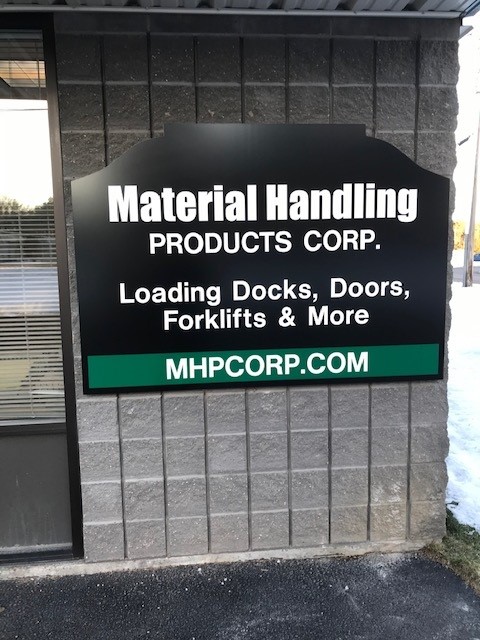 Material Handling
PRODUCTS CORP.
Loading Docks, Doors,
Forklifts & More
MHPCORP.COM